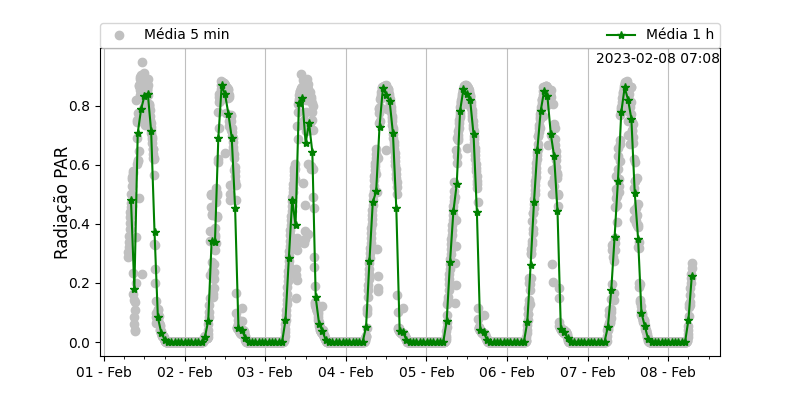 Média 5 min
Média 1 h
2023-02-08 07:08
Radiação PAR
0.8
0.6
0.4
0.2
0.0
01 - Feb
02 - Feb
03 - Feb
04 - Feb
05 - Feb
06 - Feb
07 - Feb
08 - Feb